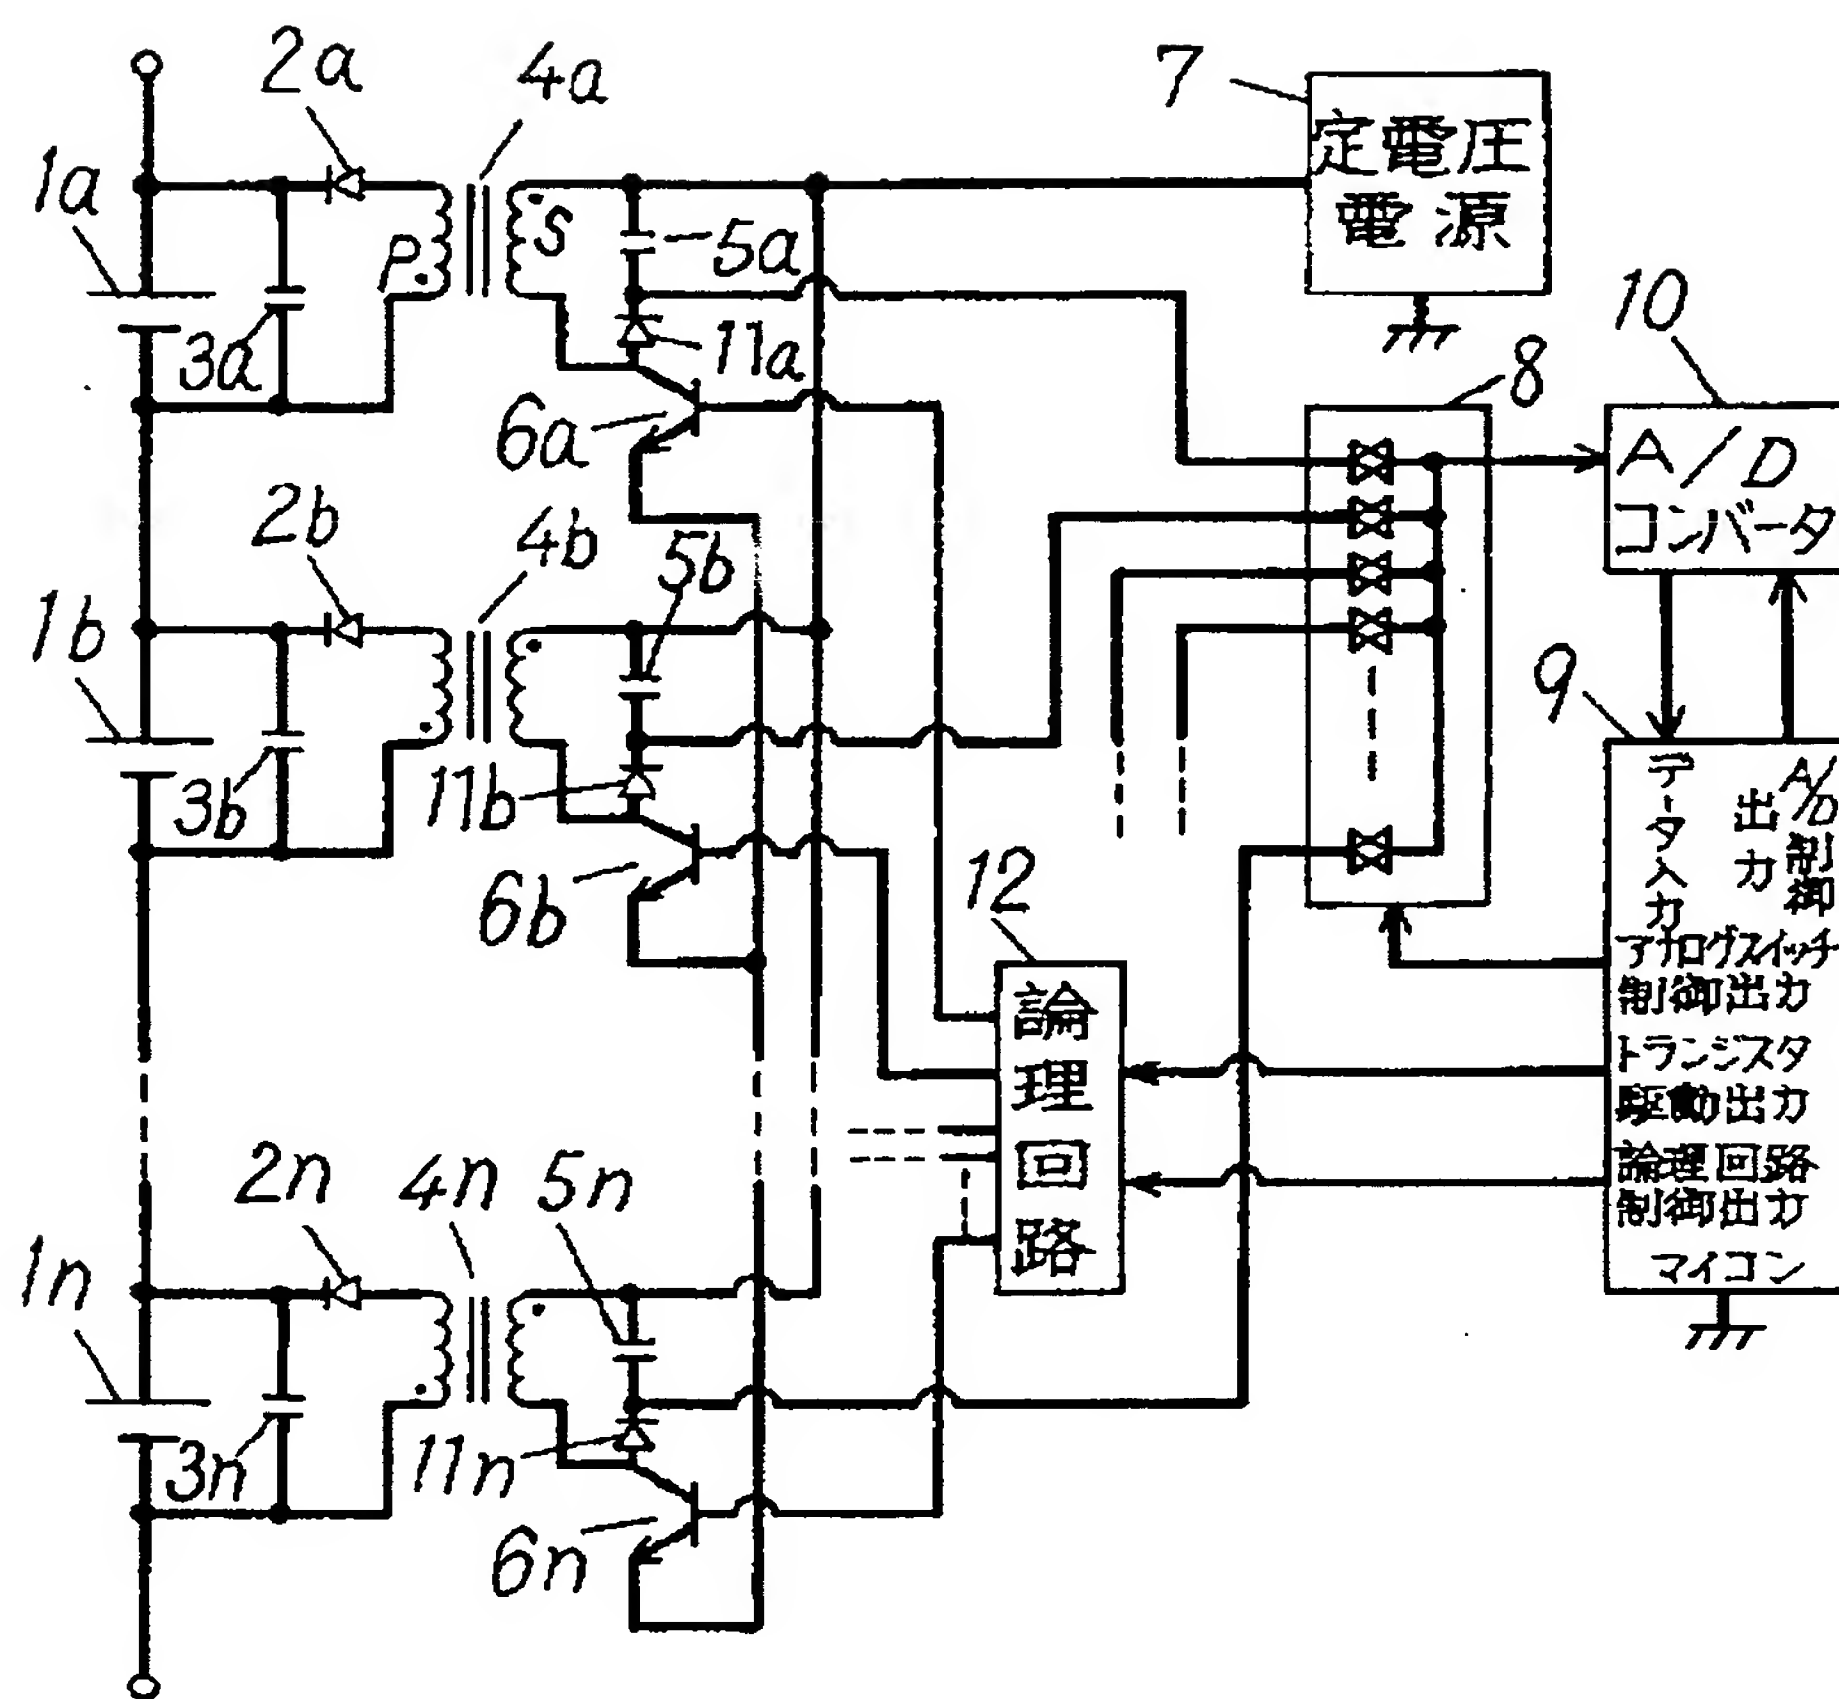 2a
4a
7
定電圧
電源
1a
P
S
5a
10
3a
11a
8
6a
A/D
コンバータ
2b
4b
5b
1b
9
3b
11b
データ入力
A/D制御
出力
12
6b
アナログスイッチ
制御出力
論理回路
トランジスタ
駆動出力
論理回路
制御出力
マイコン
2n
4n
5n
1n
3n
11n
6n